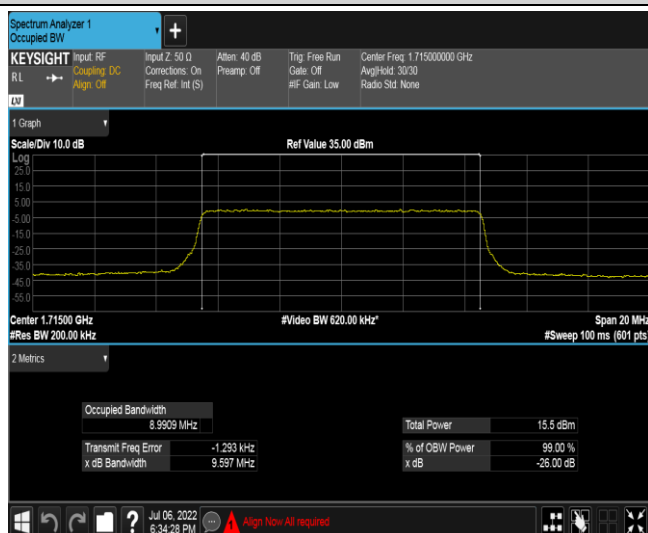 Spectrum Analyzer 1
Occupied BW
+
KEYSIGHT Input: RF Input Z: 50 Ω Atten: 40 dB Trig: Free Run Center Freq: 1.715000000 GHz
R L Coupling: DC Corrections: On Preamp: Off Gate: Off Avg|Hold: 30/30
Align: Off Freq Ref: Int (S) #IF Gain: Low Radio Std: None
LXI
1 Graph
Scale/Div 10.0 dB Ref Value 35.00 dBm
Log
25.0
15.0
5.00
-5.00
-15.0
-25.0
-35.0
-45.0
-55.0
Center 1.71500 GHz #Video BW 620.00 kHz* Span 20 MHz
#Res BW 200.00 kHz #Sweep 100 ms (601 pts)
2 Metrics
Occupied Bandwidth
8.9909 MHz Total Power 15.5 dBm
Transmit Freq Error -1.293 kHz % of OBW Power 99.00 %
x dB Bandwidth 9.597 MHz x dB -26.00 dB
? Jul 06, 2022
6:34:28 PM
Align Now All required